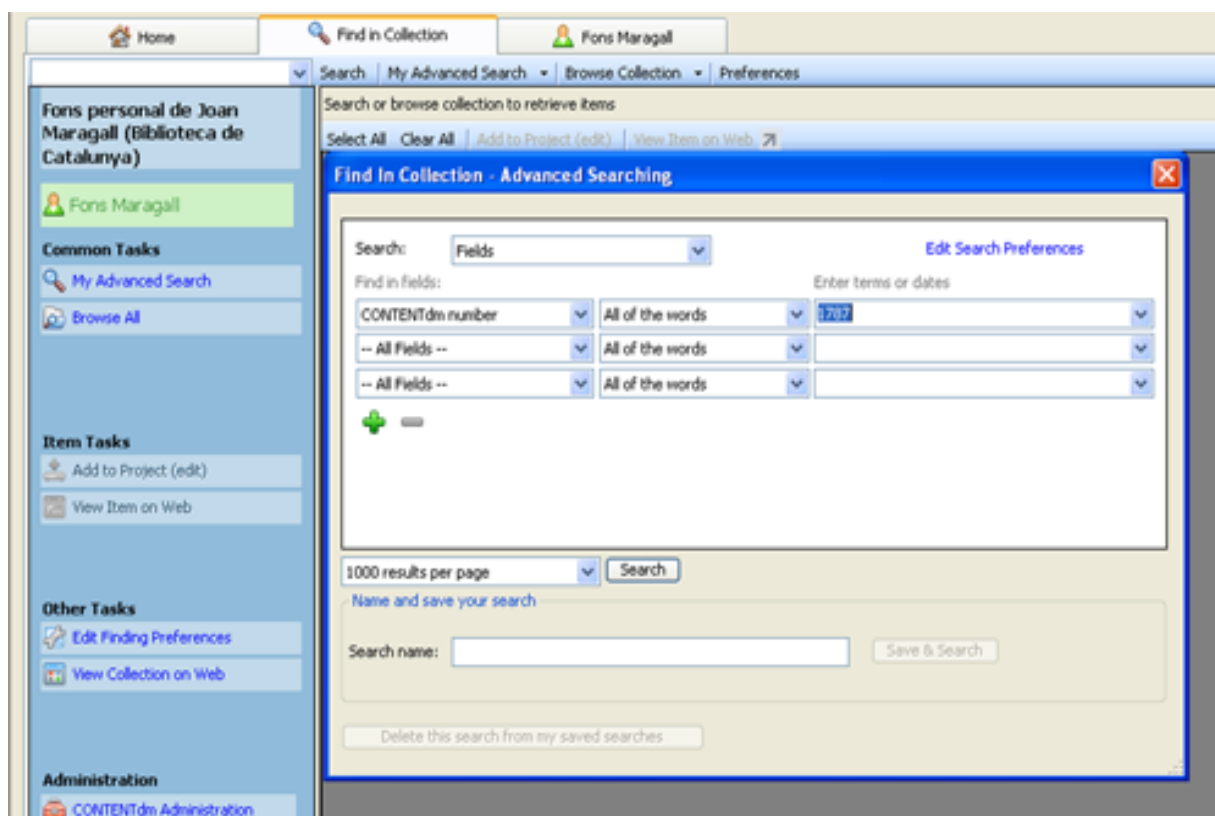 Home
Find in Collection
Fons Maragall
Search
My Advanced Search
Browse Collection
Preferences
Fons personal de Joan
Maragall (Biblioteca de
Catalunya)
Fons Maragall
Common Tasks
My Advanced Search
Browse All
Item Tasks
Add to Project (edit)
View Item on Web
Other Tasks
Edit Finding Preferences
View Collection on Web
Administration
CONTENTdm Administration
Search or browse collection to retrieve items
Select All Clear All Add to Project (edit) View Item on Web
Find In Collection - Advanced Searching
Search: Fields Edit Search Preferences
Find in fields: Enter terms or dates
CONTENTdm number All of the words 1707
-- All Fields -- All of the words
-- All Fields -- All of the words
1000 results per page Search
Name and save your search
Search name: Save & Search
Delete this search from my saved searches